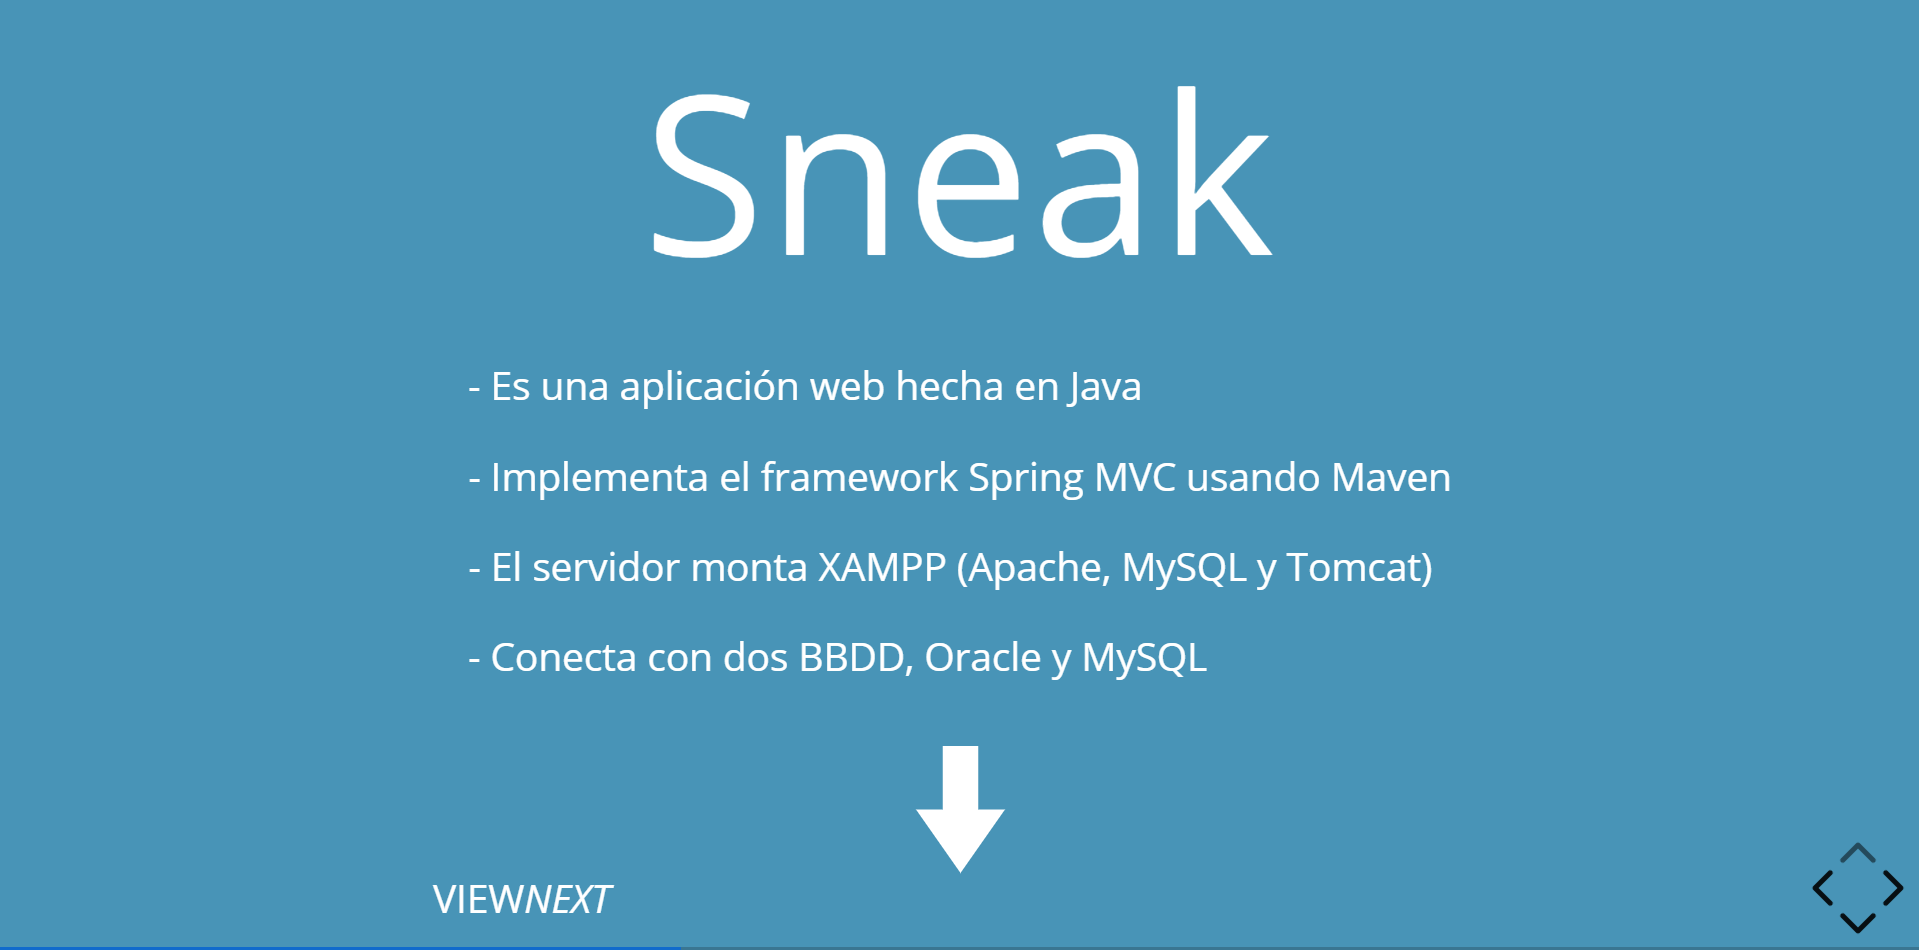 Sneak
- Es una aplicación web hecha en Java
- Implementa el framework Spring MVC usando Maven
- El servidor monta XAMPP (Apache, MySQL y Tomcat)
- Conecta con dos BBDD, Oracle y MySQL
VIEWNEXT